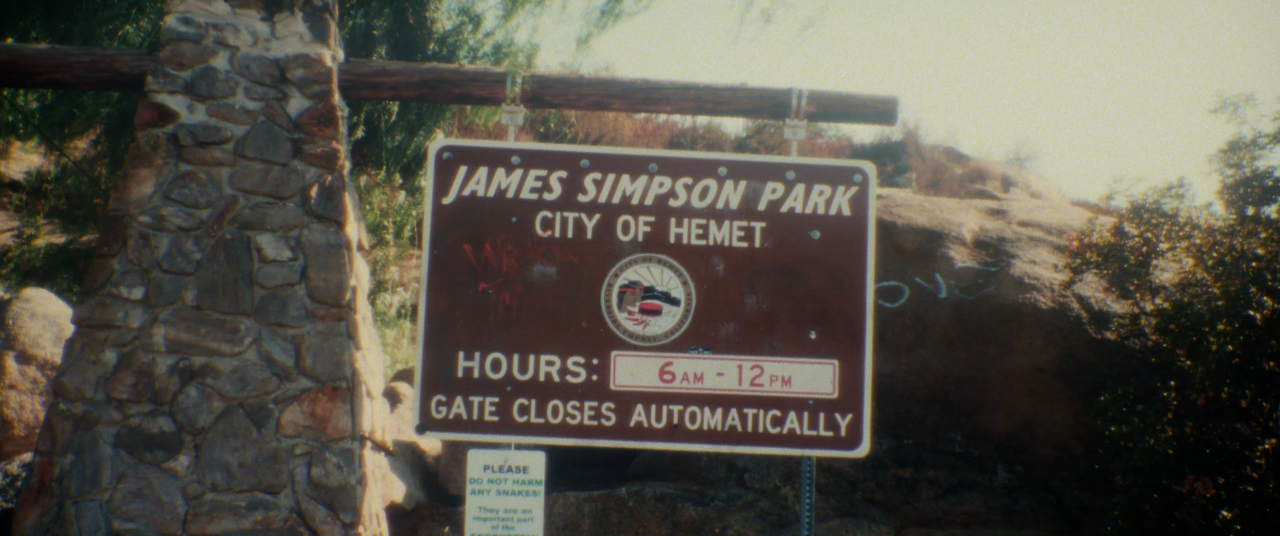 JAMES SIMPSON PARK
CITY OF HEMET
HOURS: 6AM - 12PM
GATE CLOSES AUTOMATICALLY
PLEASE
DO NOT HARM
ANY SNAKES!
They are an
important part
of the